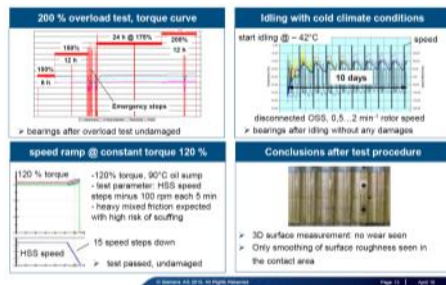 200 % overload test, torque curve
24 h @ 175%
200%
150%
12 h
12 h
100%
6 h
Emergency stops
➢ bearings after overload test undamaged
Idling with cold climate conditions
start idling @ – 42°C
speed
10 days
disconnected OSS, 0,5…2 min⁻¹ rotor speed
➢ bearings after idling without any damages
speed ramp @ constant torque 120 %
120 % torque
-120% torque, 90°C oil sump
- test parameter: HSS speed
steps minus 100 rpm each 5 min
- heavy mixed friction expected
with high risk of scuffing
HSS speed
15 speed steps down
➢ test passed, undamaged
Conclusions after test procedure
➢ 3D surface measurement: no wear seen
➢ Only smoothing of surface roughness seen
in the contact area
All Rights Reserved.
Page 13